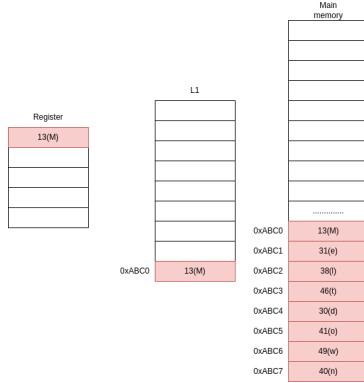 Main
memory
L1
Register
13(M)
.............
0xABC0 13(M)
0xABC1 31(e)
0xABC0 13(M)
0xABC2 38(l)
0xABC3 46(t)
0xABC4 30(d)
0xABC5 41(o)
0xABC6 49(w)
0xABC7 40(n)